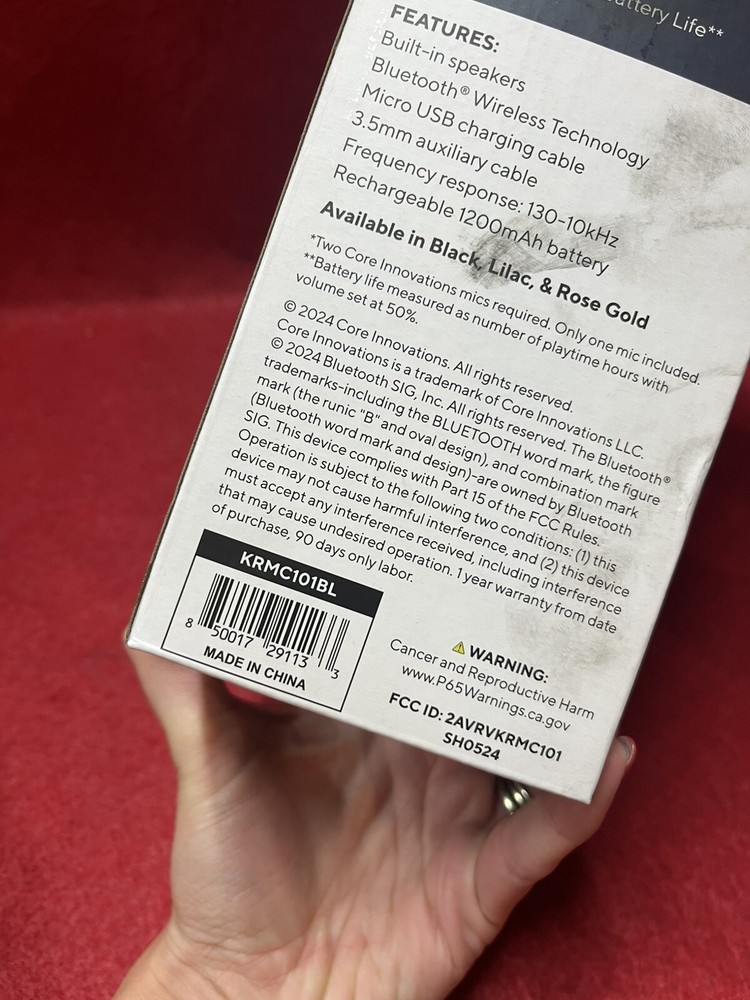 Battery Life**
FEATURES:
Built-in speakers
Bluetooth® Wireless Technology
Micro USB charging cable
3.5mm auxiliary cable
Frequency response: 130-10kHz
Rechargeable 1200mAh battery
Available in Black, Lilac, & Rose Gold
*Two Core Innovations mics required. Only one mic included.
**Battery life measured as number of playtime hours with
volume set at 50%.
© 2024 Core Innovations. All rights reserved.
Core Innovations is a trademark of Core Innovations LLC.
© 2024 Bluetooth SIG, Inc. All rights reserved. The Bluetooth®
trademarks-including the BLUETOOTH word mark, the figure
mark (the runic "B" and oval design), and combination mark
(Bluetooth word mark and design)-are owned by Bluetooth
SIG. This device complies with Part 15 of the FCC Rules.
Operation is subject to the following two conditions: (1) this
device may not cause harmful interference, and (2) this device
must accept any interference received, including interference
that may cause undesired operation. 1 year warranty from date
of purchase, 90 days only labor.
KRMC101BL
8 50017 29113 3
MADE IN CHINA
WARNING:
Cancer and Reproductive Harm
www.P65Warnings.ca.gov
FCC ID: 2AVRVKRMC101
SH0524